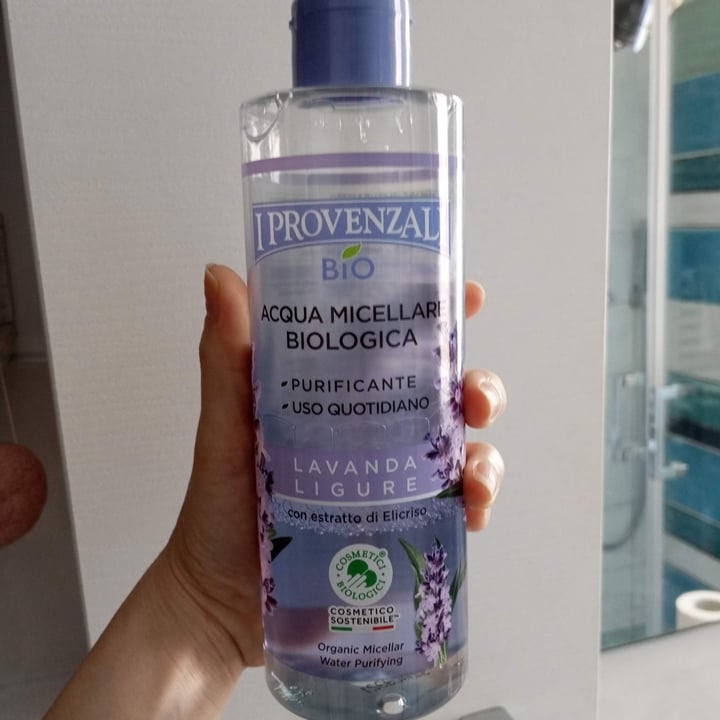 I PROVENZALI
BIO
ACQUA MICELLARE
BIOLOGICA
PURIFICANTE
USO QUOTIDIANO
LAVANDA
LIGURE
con estratto di Elicriso
COSMETICI BIOLOGICI
COSMETICO
SOSTENIBILE™
Organic Micellar
Water Purifying